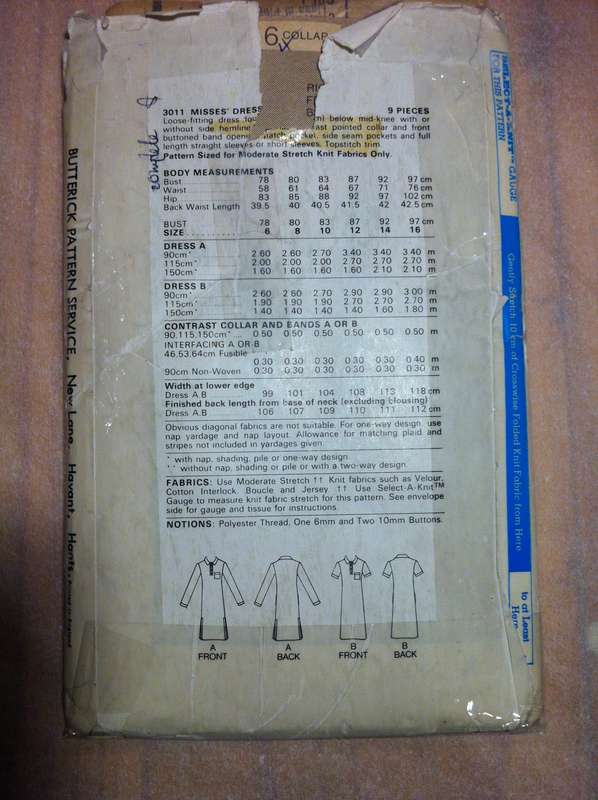 6 COLLAR
complete
3011 MISSES' DRESS 9 PIECES
Loose-fitting dress below mid-knee with or
without side hemline pointed collar and front
buttoned band side seam pockets and full
length straight sleeves or short sleeves. Topstitch trim.
Pattern Sized for Moderate Stretch Knit Fabrics Only.
BODY MEASUREMENTS
Bust 78 80 83 87 92 97 cm
Waist 58 61 64 67 71 76 cm
Hip 83 85 88 92 97 102 cm
Back Waist Length 39.5 40 40.5 41.5 42 42.5 cm
BUST 78 80 83 87 92 97 cm
SIZE 6 8 10 12 14 16
DRESS A
90cm* 2.60 2.60 2.70 3.40 3.40 3.40 m
115cm* 2.00 2.00 2.00 2.70 2.70 2.70 m
150cm* 1.60 1.60 1.60 1.60 2.10 2.10 m
DRESS B
90cm* 2.60 2.60 2.70 2.90 2.90 3.00 m
115cm* 1.90 1.90 1.90 2.70 2.70 2.70 m
150cm* 1.40 1.40 1.40 1.40 1.60 1.80 m
CONTRAST COLLAR AND BANDS A OR B
90,115,150cm* 0.50 0.50 0.50 0.50 0.50 0.50 m
INTERFACING A OR B
46,53,64cm Fusible
0.30 0.30 0.30 0.30 0.30 0.40 m
90cm Non-Woven 0.30 0.30 0.30 0.30 0.30 0.30 m
Width at lower edge
Dress A,B 99 101 104 108 113 118 cm
Finished back length from base of neck (excluding blousing)
Dress A,B 106 107 109 110 111 112 cm
Obvious diagonal fabrics are not suitable. For one-way design, use
nap yardage and nap layout. Allowance for matching plaid and
stripes not included in yardages given.
* with nap, shading, pile or one-way design
** without nap, shading or pile or with a two-way design
FABRICS: Use Moderate Stretch †† Knit fabrics such as Velour,
Cotton Interlock, Boucle and Jersey. †† Use Select-A-Knit™
Gauge to measure knit fabric stretch for this pattern. See envelope
side for gauge and tissue for instructions.
NOTIONS: Polyester Thread, One 6mm and Two 10mm Buttons.
A
FRONT
A
BACK
B
FRONT
B
BACK
BUTTERICK PATTERN SERVICE, New Lane, Havant, Hants.
SELECT-A-KNIT™ GAUGE
FOR THIS PATTERN
Gently Stretch 10 cm of Crosswise Folded Knit Fabric from Here
to at Least
Here